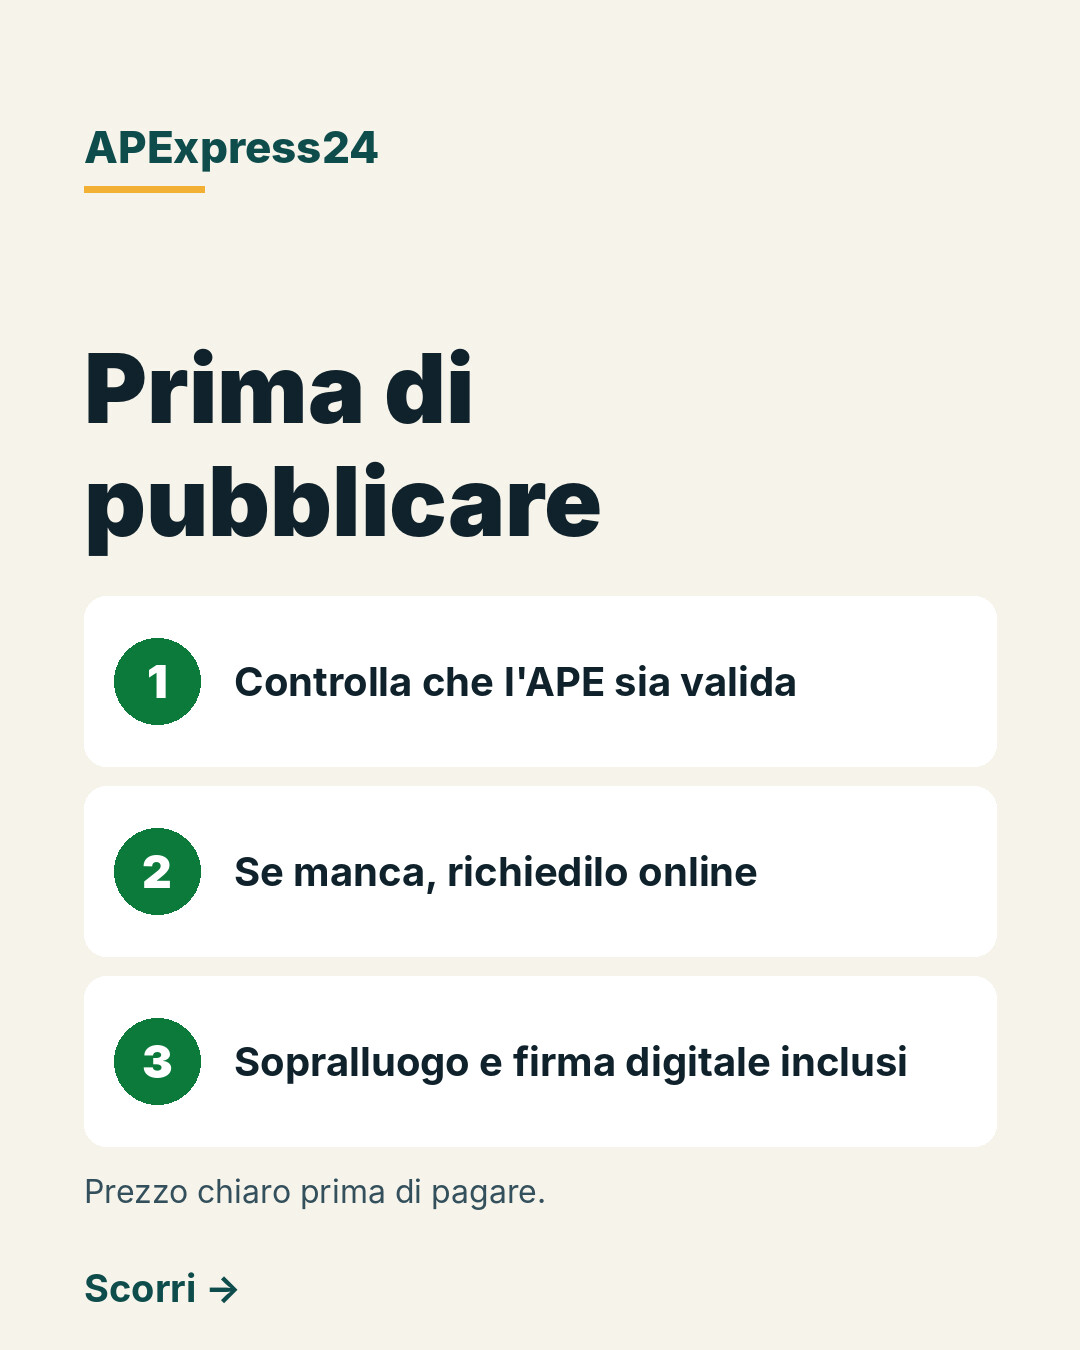 APExpress24
Prima di
pubblicare
1 Controlla che l'APE sia valida
2 Se manca, richiedilo online
3 Sopralluogo e firma digitale inclusi
Prezzo chiaro prima di pagare.
Scorri →